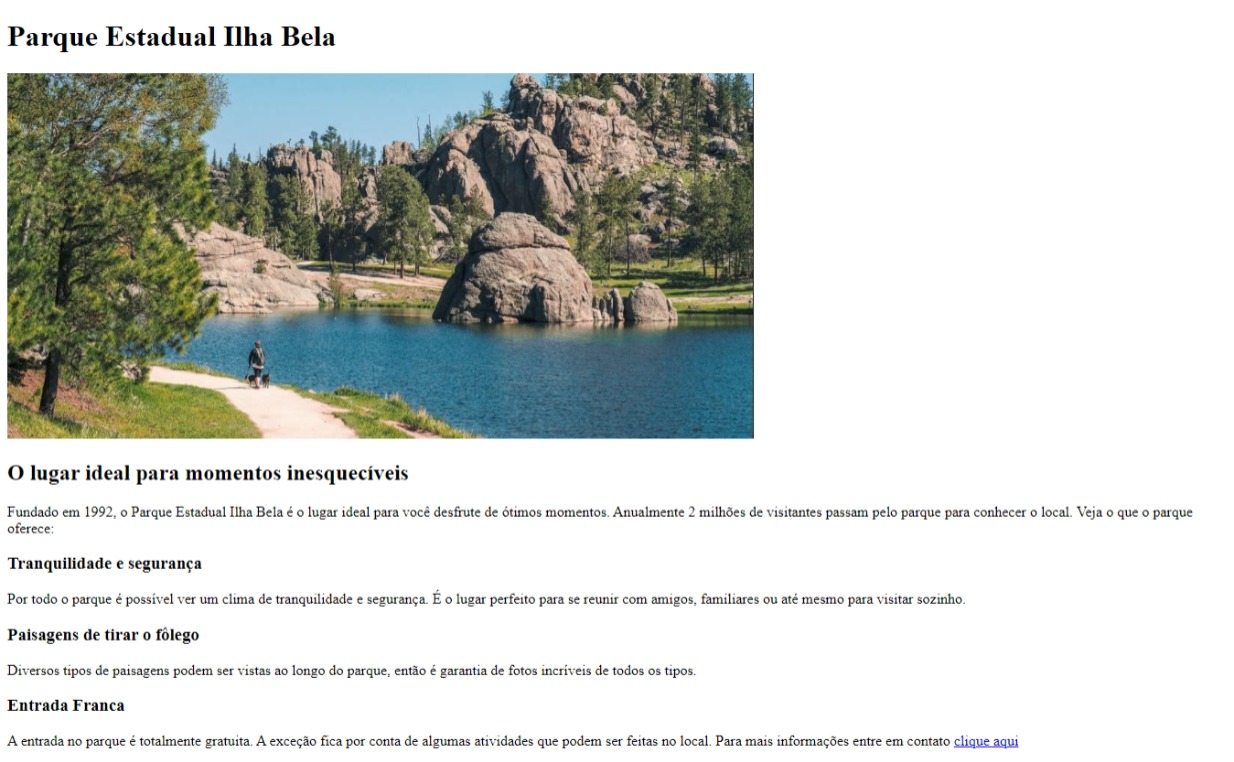 Parque Estadual Ilha Bela
O lugar ideal para momentos inesquecíveis
Fundado em 1992, o Parque Estadual Ilha Bela é o lugar ideal para você desfrute de ótimos momentos. Anualmente 2 milhões de visitantes passam pelo parque para conhecer o local. Veja o que o parque
oferece:
Tranquilidade e segurança
Por todo o parque é possível ver um clima de tranquilidade e segurança. É o lugar perfeito para se reunir com amigos, familiares ou até mesmo para visitar sozinho.
Paisagens de tirar o fôlego
Diversos tipos de paisagens podem ser vistas ao longo do parque, então é garantia de fotos incríveis de todos os tipos.
Entrada Franca
A entrada no parque é totalmente gratuita. A exceção fica por conta de algumas atividades que podem ser feitas no local. Para mais informações entre em contato clique aqui